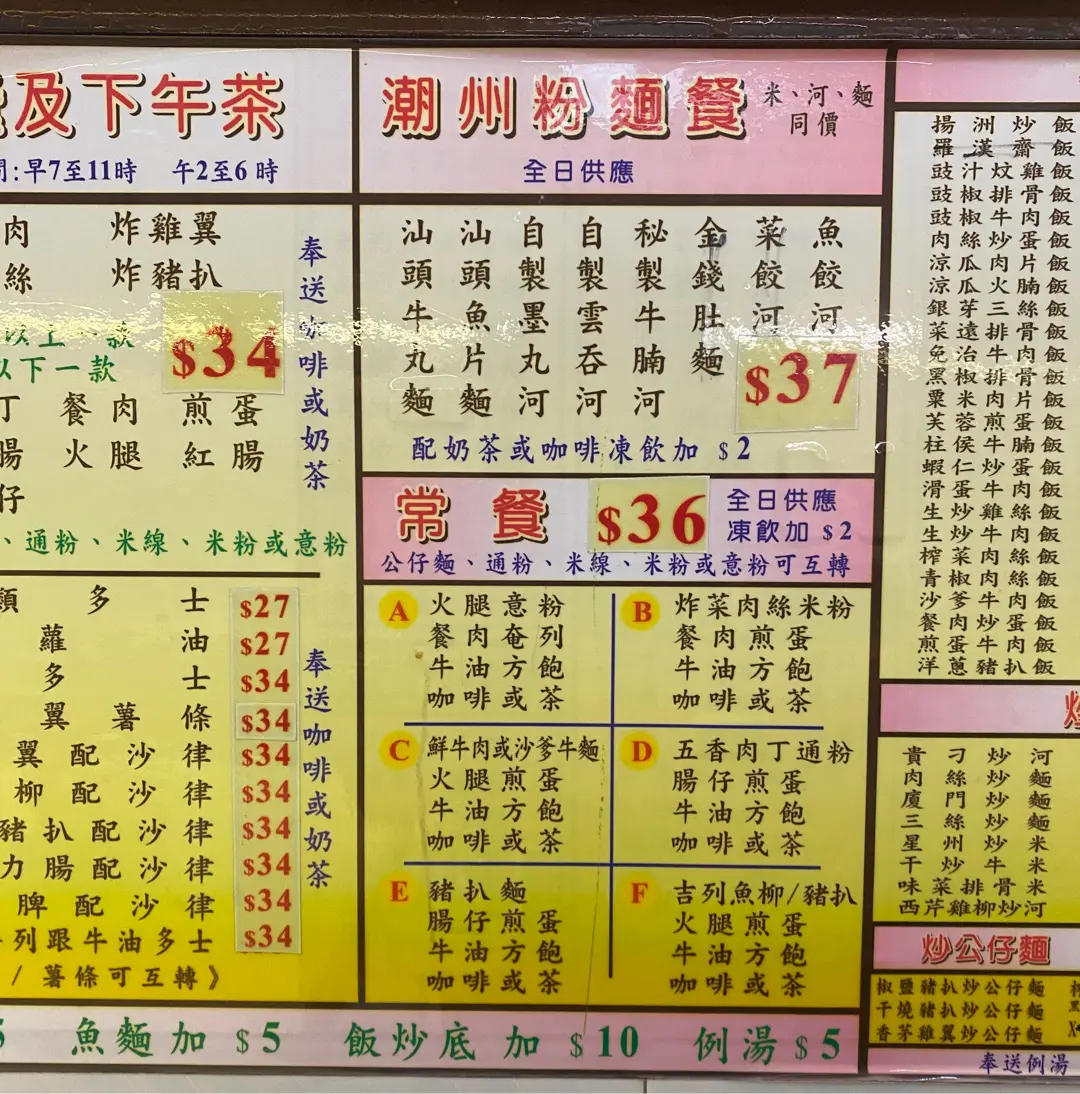 及下午茶
間:早7至11時 午2至6時
肉 炸雞翼
絲 炸豬扒
以上一款
以下一款
$34
丁 餐肉 煎蛋
腸 火腿 紅腸
仔
、通粉、米線、米粉或意粉
奉送咖啡或奶茶
多士 $27
蘿油 $27
多士 $34
翼薯條 $34
翼配沙律 $34
柳配沙律 $34
豬扒配沙律 $34
力腸配沙律 $34
脾配沙律 $34
列跟牛油多士 $34
/薯條可互轉》
奉送咖啡或奶茶
潮州粉麵餐
米、河、麵
同價
全日供應
魚餃河
菜餃河
金錢肚麵
秘製牛腩河
自製雲吞河
自製墨丸河
汕頭魚片麵
汕頭牛丸麵
$37
配奶茶或咖啡凍飲加 $2
常餐 $36
全日供應
凍飲加 $2
公仔麵、通粉、米線、米粉或意粉可互轉
A 火腿意粉
餐肉奄列
牛油方飽
咖啡或茶
B 炸菜肉絲米粉
餐肉煎蛋
牛油方飽
咖啡或茶
C 鮮牛肉或沙爹牛麵
火腿煎蛋
牛油方飽
咖啡或茶
D 五香肉丁通粉
腸仔煎蛋
牛油方飽
咖啡或茶
E 豬扒麵
腸仔煎蛋
牛油方飽
咖啡或茶
F 吉列魚柳/豬扒
火腿煎蛋
牛油方飽
咖啡或茶
揚洲炒飯
羅漢齋飯
豉汁炆雞飯
豉椒排骨飯
豉椒牛肉飯
肉絲炒蛋飯
涼瓜肉片飯
涼瓜火腩飯
銀芽三絲飯
菜遠排骨飯
免治牛肉飯
黑椒排骨飯
粟米肉片飯
芙蓉煎蛋飯
柱侯牛腩飯
蝦仁炒蛋飯
滑蛋牛肉飯
生炒雞絲飯
生炒牛肉飯
榨菜肉絲飯
青椒肉絲飯
沙爹牛肉飯
餐肉炒蛋飯
煎蛋牛肉飯
洋蔥豬扒飯
貴刁炒河
肉絲炒麵
廈門炒麵
三絲炒麵
星州炒米
干炒牛米
味菜排骨米
西芹雞柳炒河
炒公仔麵
椒鹽豬扒炒公仔麵
干燒豬扒炒公仔麵
香茅雞翼炒公仔麵
奉送例湯
魚麵加 $5 飯炒底加 $10 例湯 $5